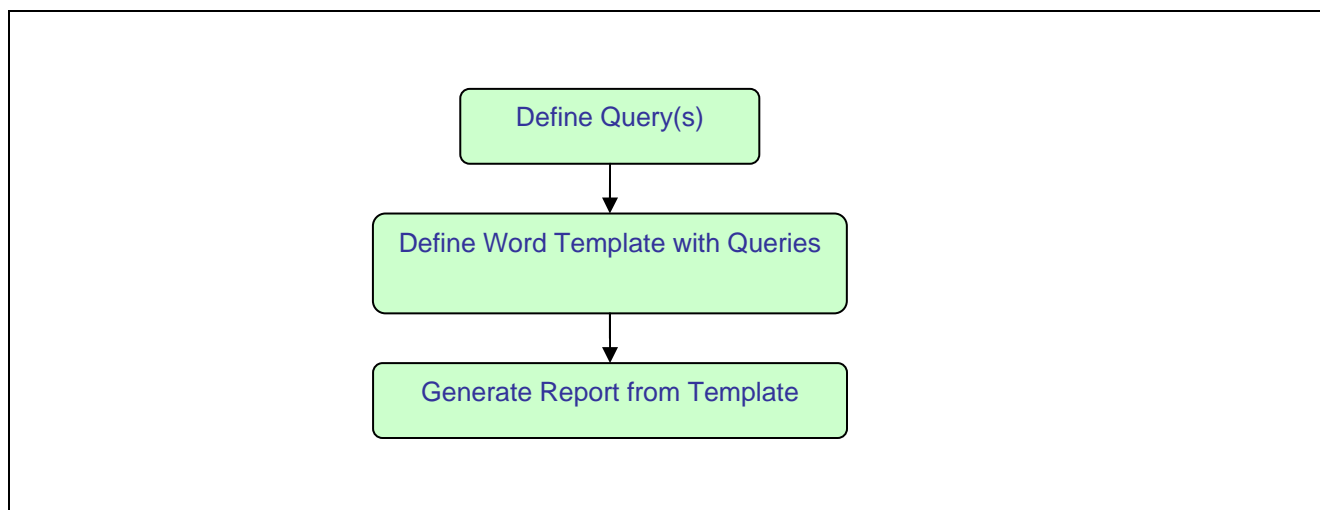 Define Query(s)
Define Word Template with Queries
Generate Report from Template